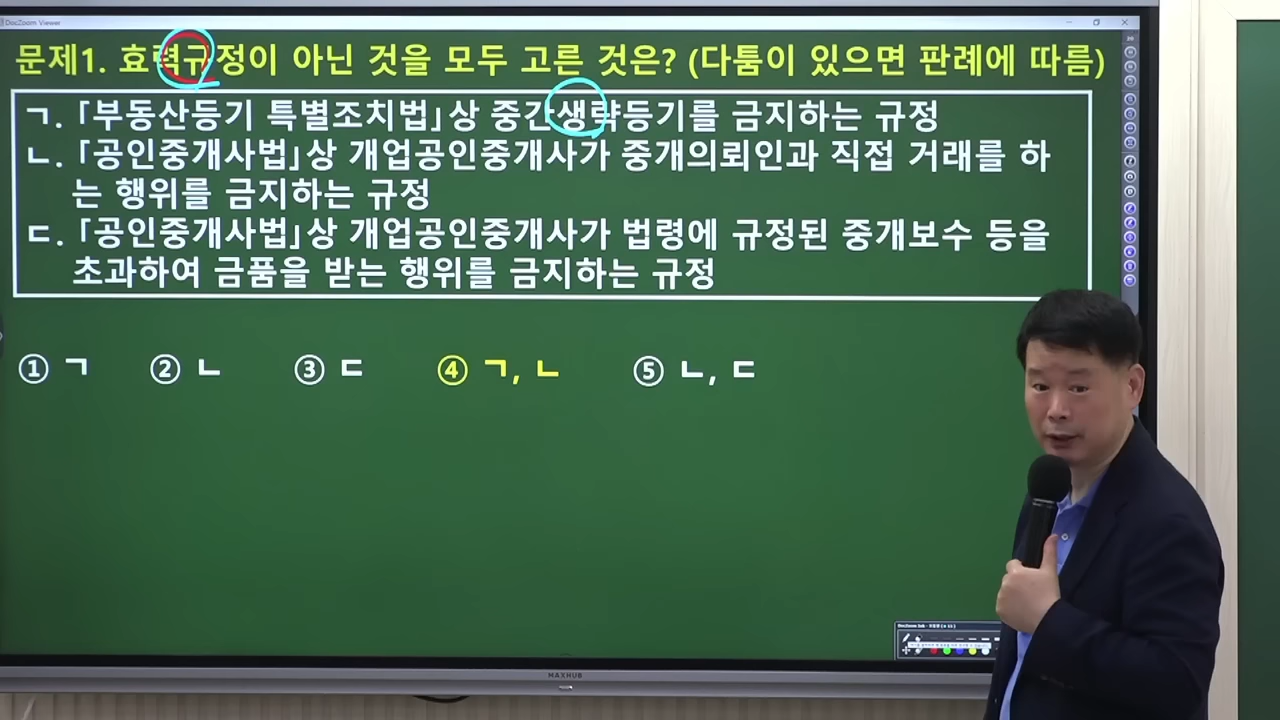 DocZoom Viewer
문제1. 효력규정이 아닌 것을 모두 고른 것은? (다툼이 있으면 판례에 따름)
ㄱ. 「부동산등기 특별조치법」상 중간생략등기를 금지하는 규정
ㄴ. 「공인중개사법」상 개업공인중개사가 중개의뢰인과 직접 거래를 하
는 행위를 금지하는 규정
ㄷ. 「공인중개사법」상 개업공인중개사가 법령에 규정된 중개보수 등을
초과하여 금품을 받는 행위를 금지하는 규정
① ㄱ ② ㄴ ③ ㄷ ④ ㄱ, ㄴ ⑤ ㄴ, ㄷ
MAXHUB